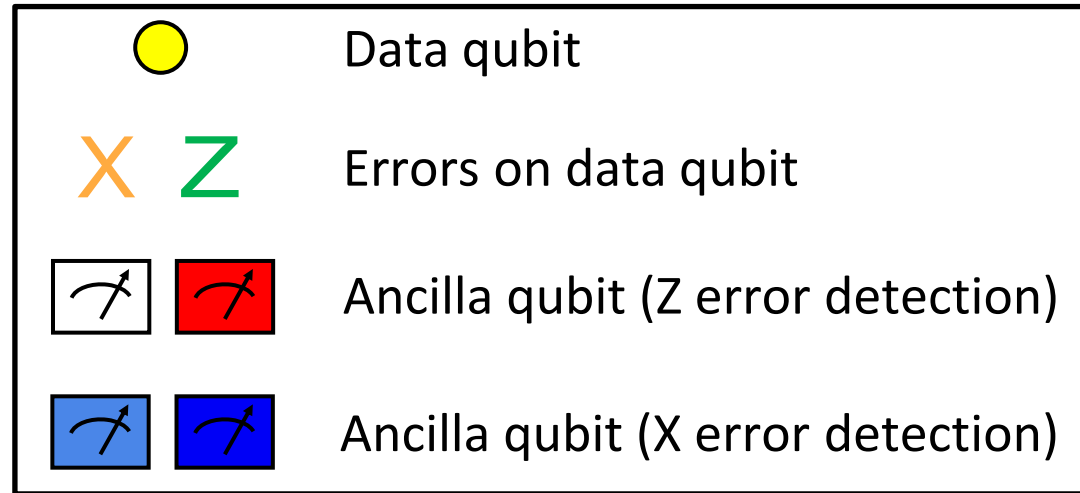 Data qubit
X Z Errors on data qubit
Ancilla qubit (Z error detection)
Ancilla qubit (X error detection)